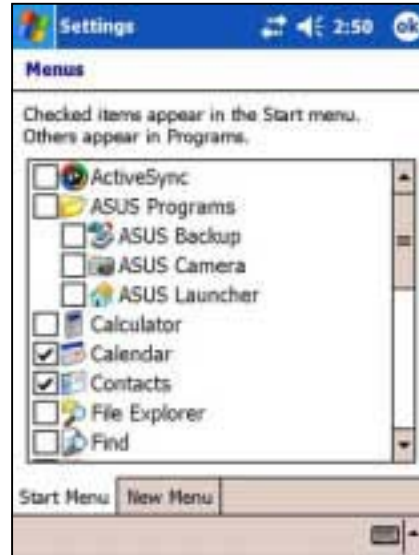 Settings 2:50 ok
Menus
Checked items appear in the Start menu.
Others appear in Programs.
ActiveSync
ASUS Programs
ASUS Backup
ASUS Camera
ASUS Launcher
Calculator
Calendar
Contacts
File Explorer
Find
Start Menu New Menu